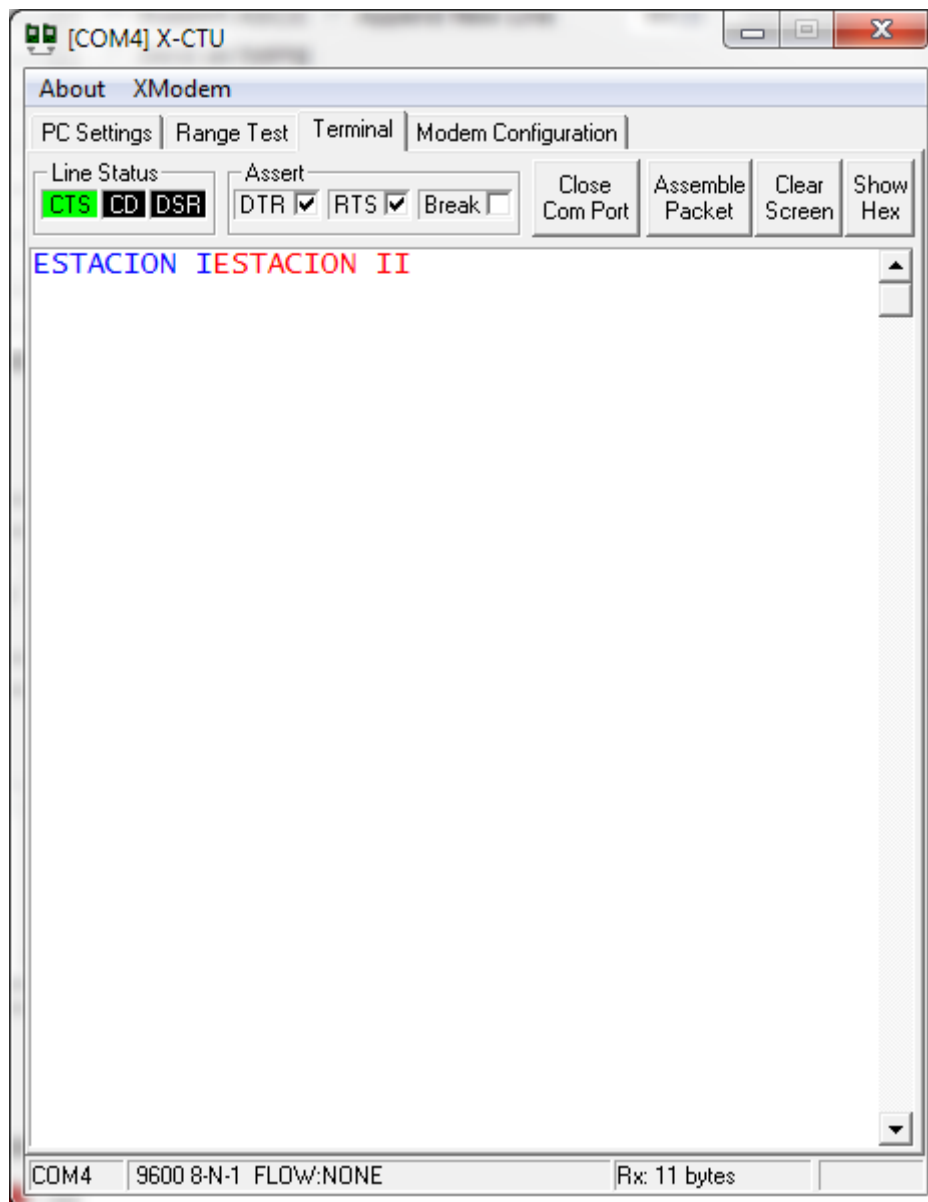 [COM4] X-CTU
About XModem
PC Settings Range Test Terminal Modem Configuration
Line Status Assert
CTS CD DSR DTR RTS Break
Close Com Port
Assemble Packet
Clear Screen
Show Hex
ESTACION IESTACION II
COM4 9600 8-N-1 FLOW:NONE Rx: 11 bytes